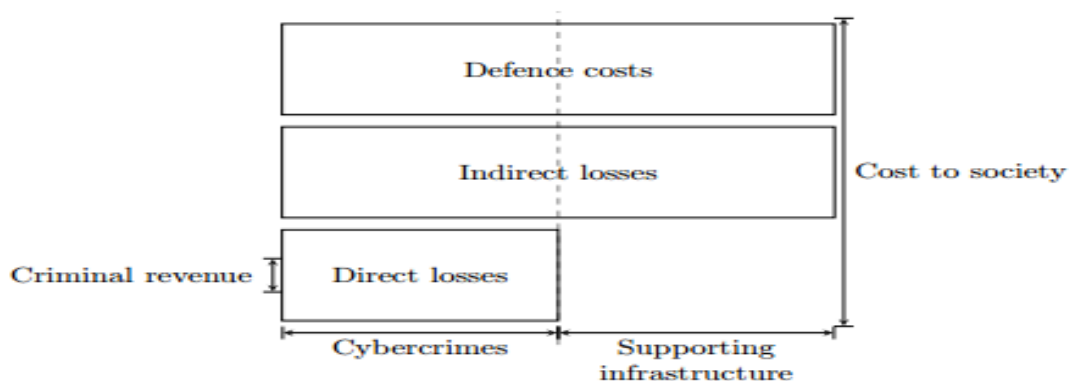 Defence costs
Indirect losses
Cost to society
Criminal revenue
Direct losses
Cybercrimes
Supporting
infrastructure